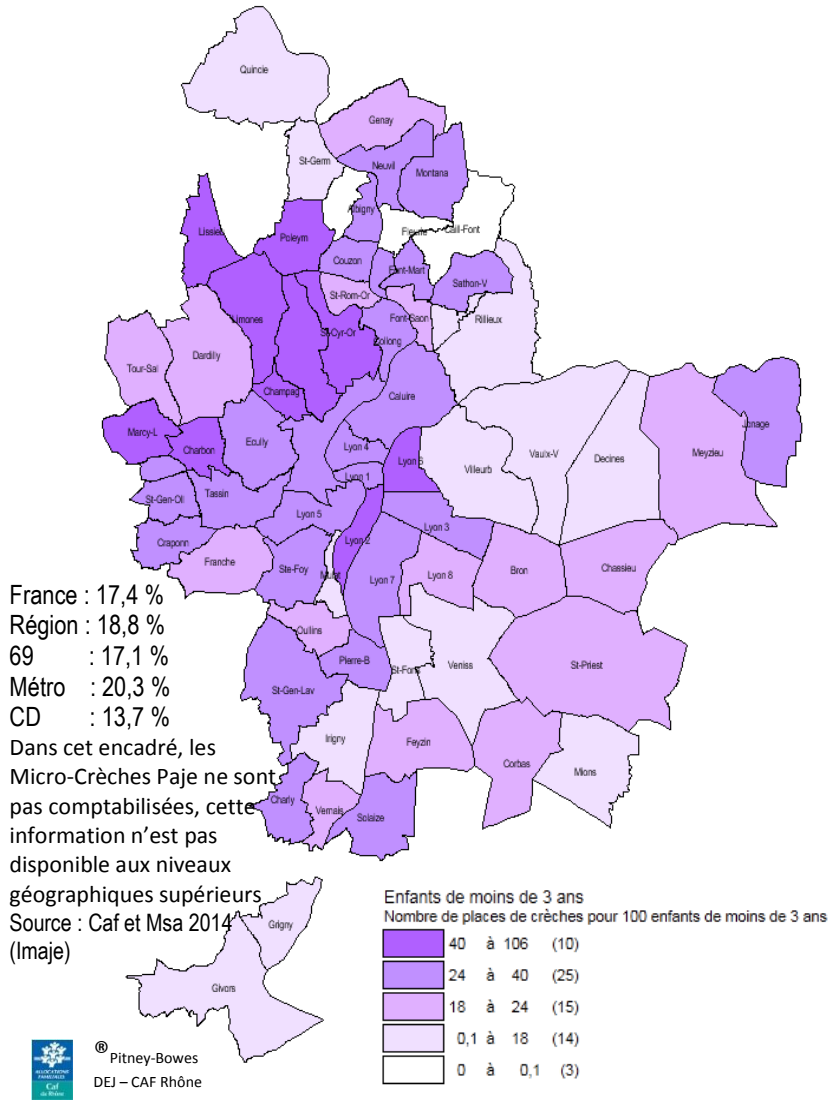 Quincie
Genay
St-Germ
Neuvil
Montana
Albigny
Lissieu
Poleym
Fleurie
Caill-Font
Couzon
Font-Mart
Sathon-V
St-Rom-Or
Limones
St-Cyr-Or
Font-Saon
Rillieux
Collong
Tour-Sal
Dardilly
Champag
Caluire
Marcy-L
Charbon
Ecully
Lyon 4
Lyon 6
Villeurb
Vaulx-V
Decines
Meyzieu
Jonage
Lyon 1
St-Gen-Oll
Tassin
Lyon 5
Lyon 3
Craponn
Franche
Lyon 2
Ste-Foy
Mulat
Lyon 7
Lyon 8
Bron
Chassieu
Oullins
Pierre-B
St-Fons
Veniss
St-Priest
St-Gen-Lav
Irigny
Feyzin
Corbas
Mions
Charly
Vernais
Solaize
Grigny
Givors
France : 17,4 %
Région : 18,8 %
69 : 17,1 %
Métro : 20,3 %
CD : 13,7 %
Dans cet encadré, les
Micro-Crèches Paje ne sont
pas comptabilisées, cette
information n’est pas
disponible aux niveaux
géographiques supérieurs
Source : Caf et Msa 2014
(Imaje)
Enfants de moins de 3 ans
Nombre de places de crèches pour 100 enfants de moins de 3 ans
40 à 106 (10)
24 à 40 (25)
18 à 24 (15)
0,1 à 18 (14)
0 à 0,1 (3)
ALLOCATIONS
FAMILIALES
Caf
du Rhône
® Pitney-Bowes
DEJ – CAF Rhône